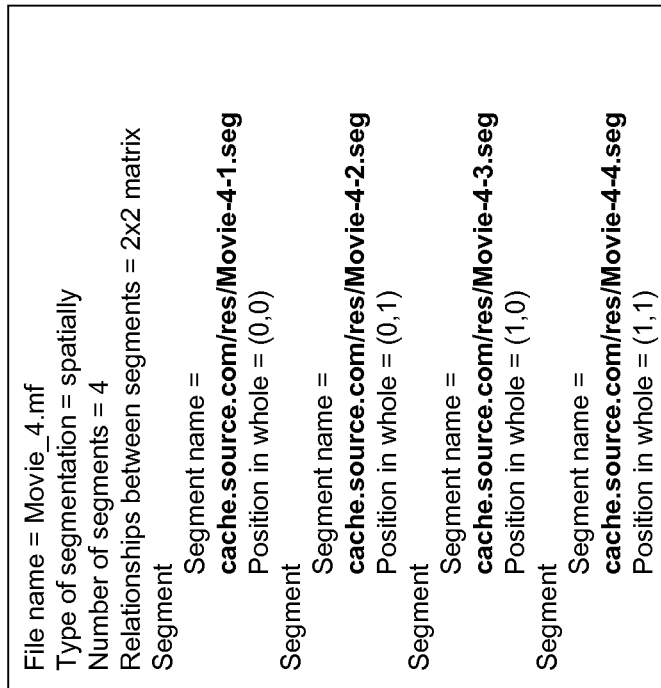 File name = Movie_4.mf
Type of segmentation = spatially
Number of segments = 4
Relationships between segments = 2x2 matrix
Segment
Segment name =
cache.source.com/res/Movie-4-1.seg
Position in whole = (0,0)
Segment
Segment name =
cache.source.com/res/Movie-4-2.seg
Position in whole = (0,1)
Segment
Segment name =
cache.source.com/res/Movie-4-3.seg
Position in whole = (1,0)
Segment
Segment name =
cache.source.com/res/Movie-4-4.seg
Position in whole = (1,1)